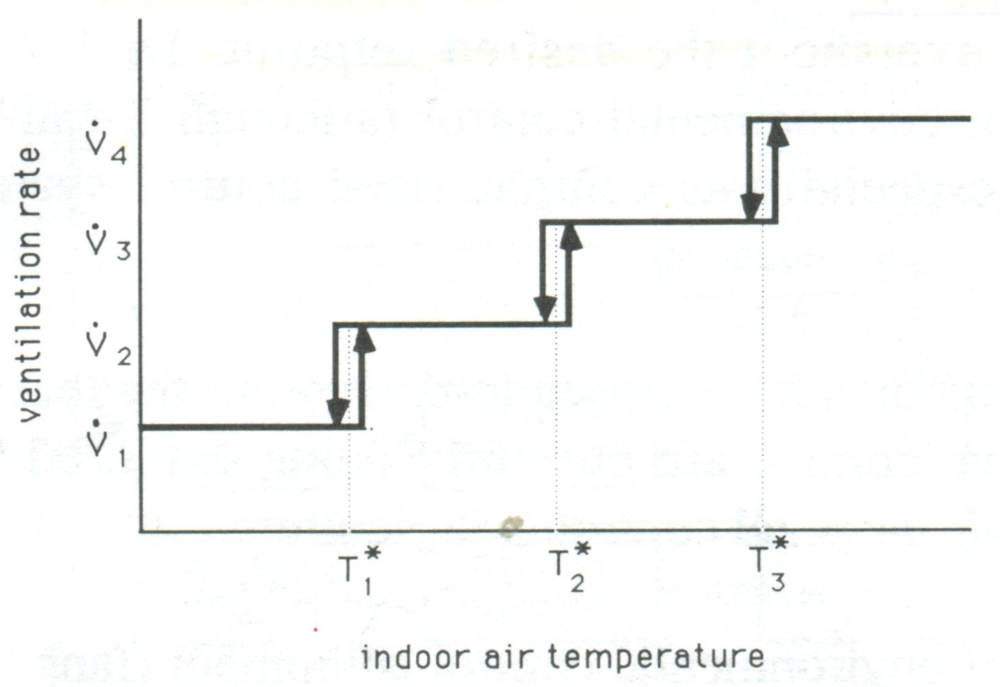 ventilation rate
V̇4
V̇3
V̇2
V̇1
T1* T2* T3*
indoor air temperature